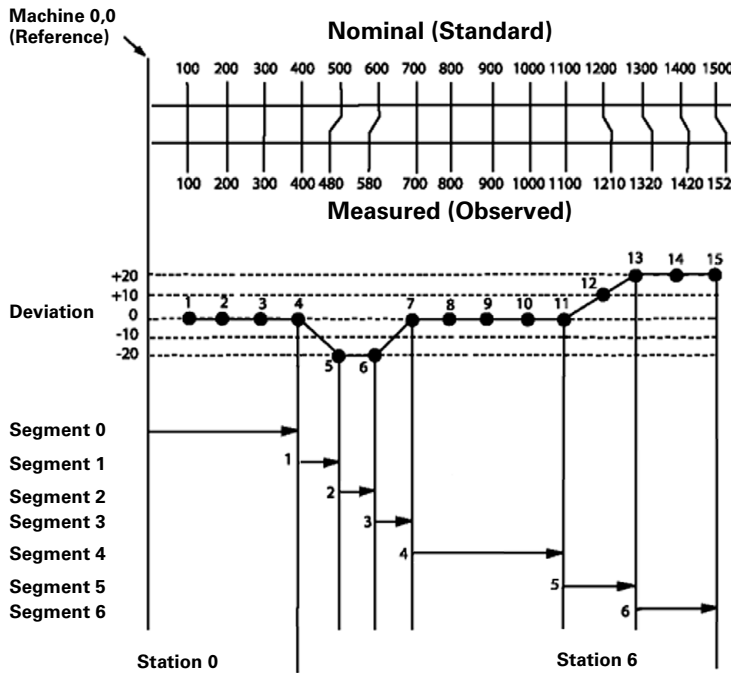 Machine 0,0
(Reference)
Nominal (Standard)
100 200 300 400 500 600 700 800 900 1000 1100 1200 1300 1400 1500
100 200 300 400 480 580 700 800 900 1000 1100 1210 1320 1420 152
Measured (Observed)
Deviation
+20
+10
0
-10
-20
1 2 3 4 5 6 7 8 9 10 11 12 13 14 15
Segment 0
Segment 1
1
Segment 2
2
Segment 3
3
Segment 4
4
Segment 5
5
Segment 6
6
Station 0
Station 6